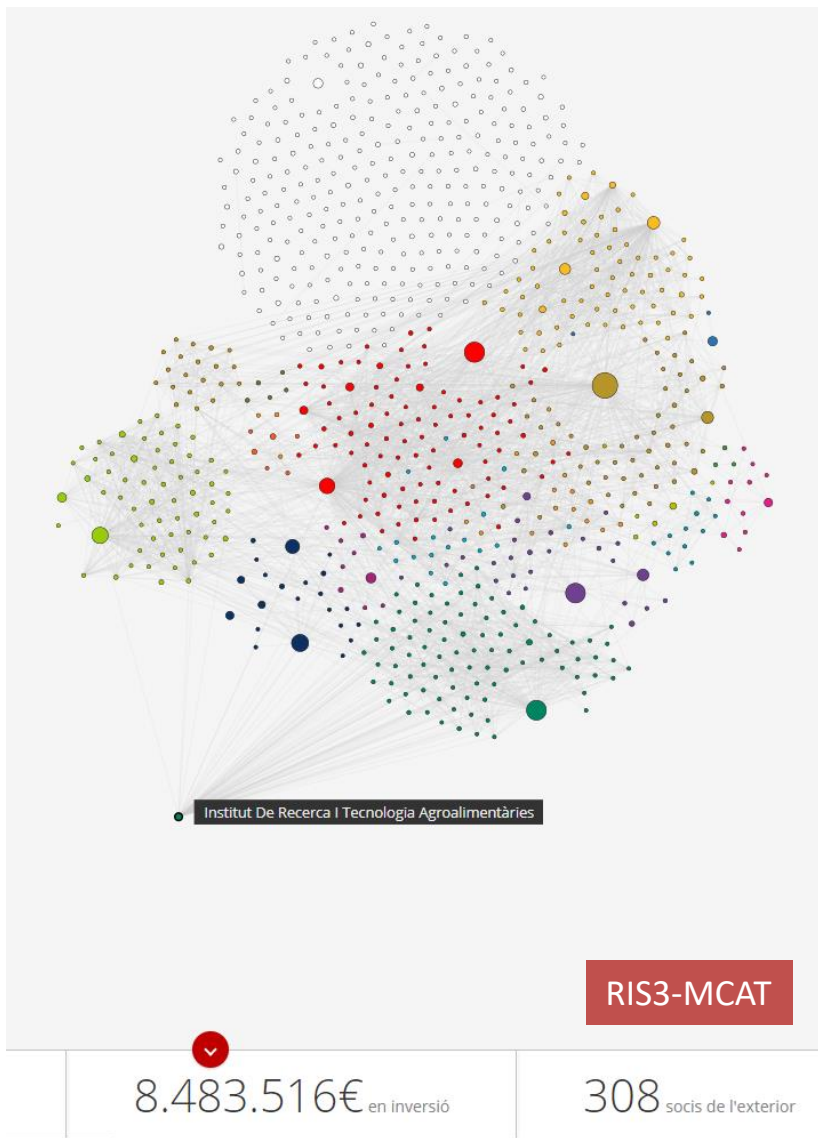 Institut De Recerca I Tecnologia Agroalimentàries
RIS3-MCAT
8.483.516€ en inversió
308 socis de l'exterior